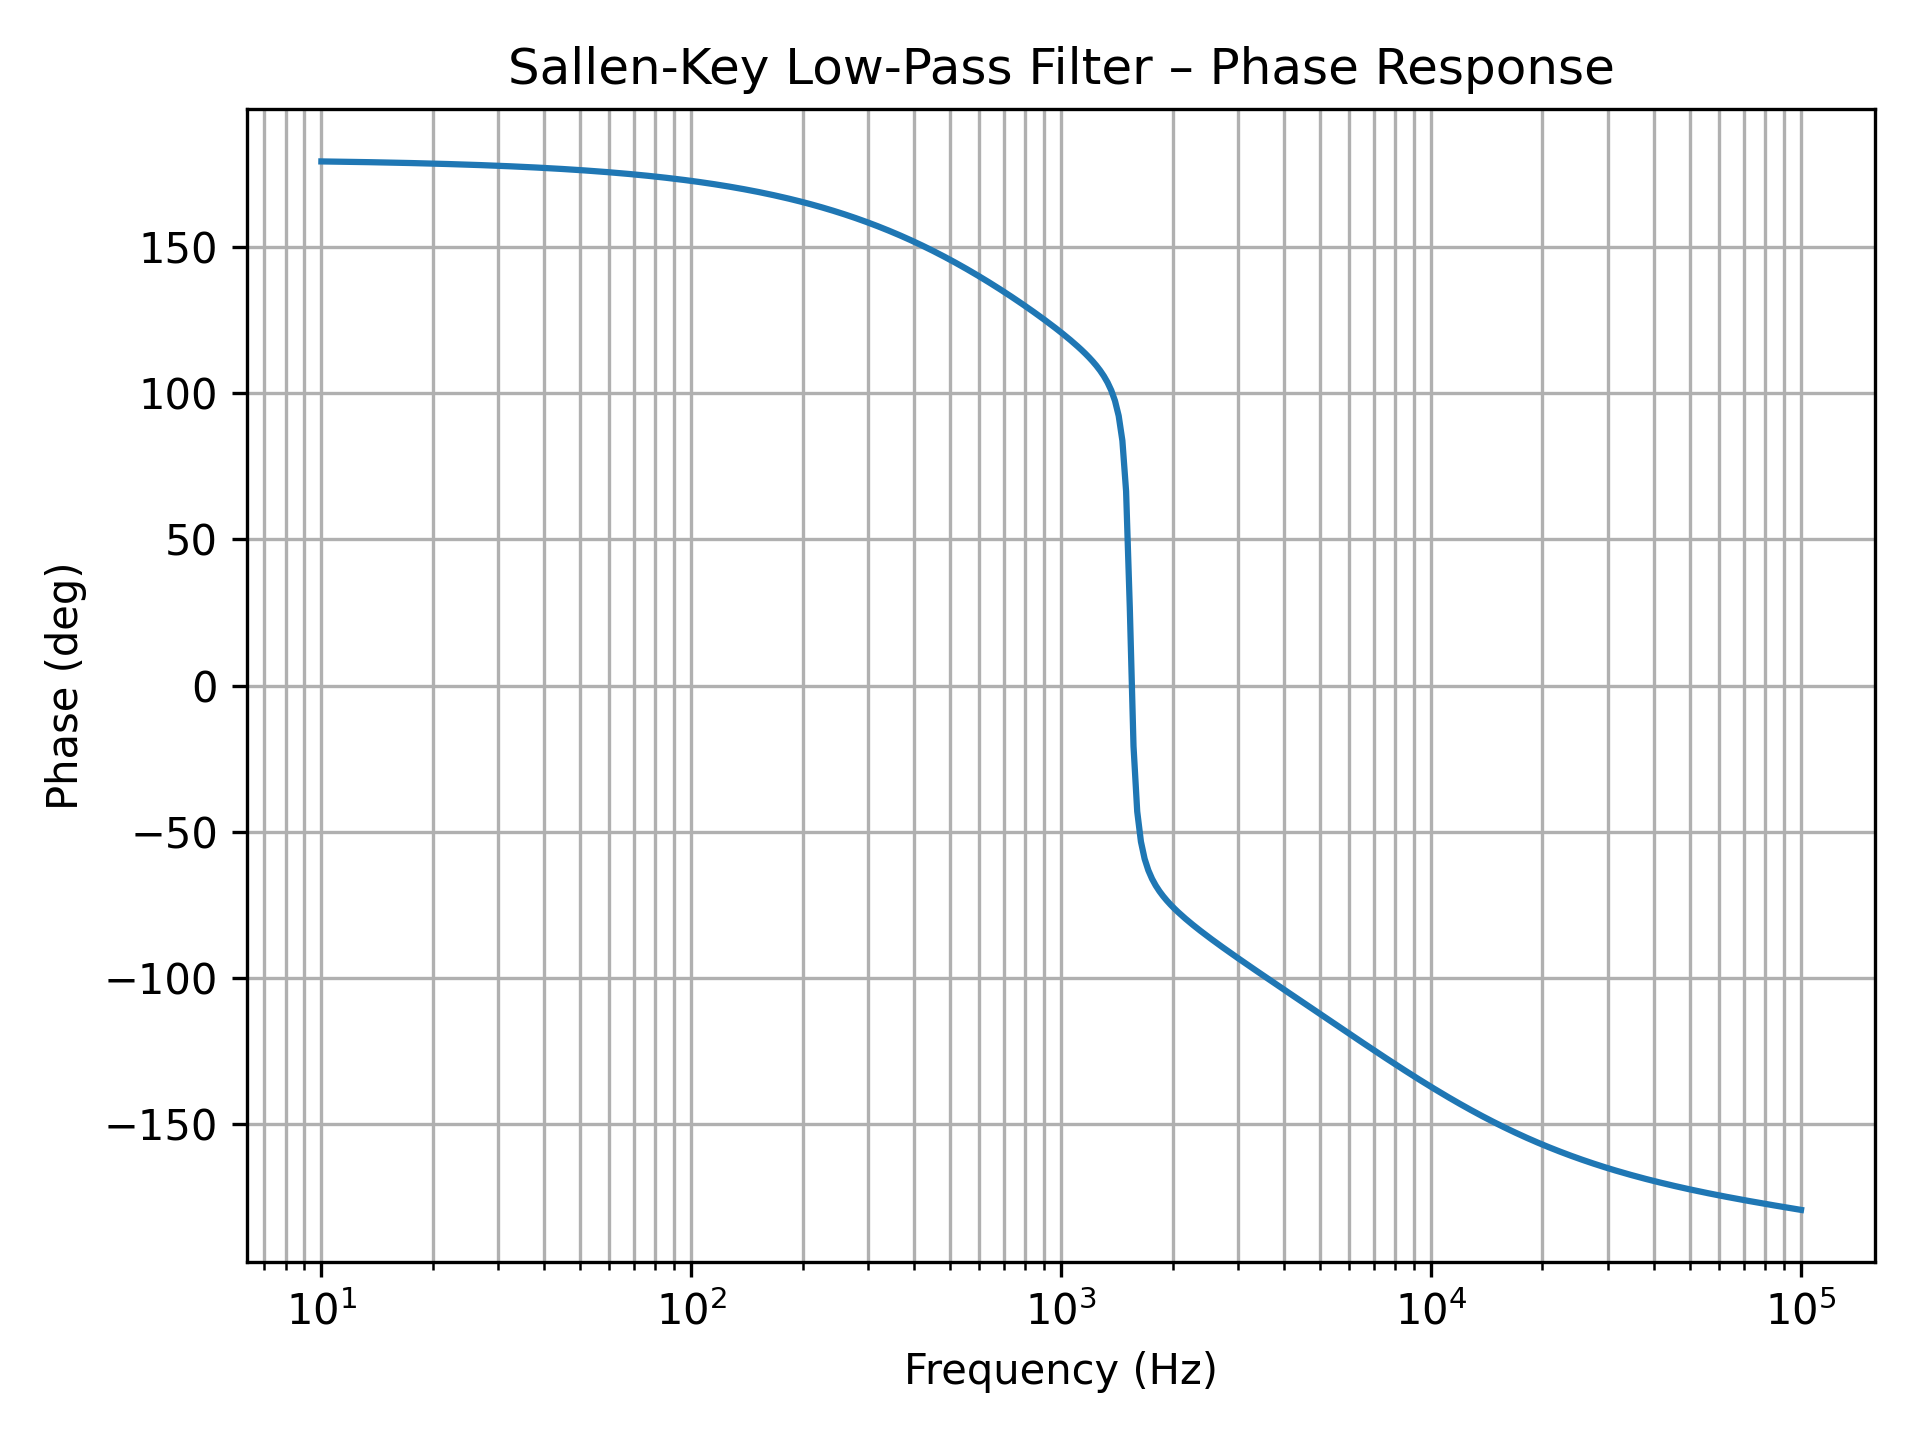 Sallen-Key Low-Pass Filter – Phase Response
Phase (deg)
150
100
50
0
−50
−100
−150
10¹ 10² 10³ 10⁴ 10⁵
Frequency (Hz)